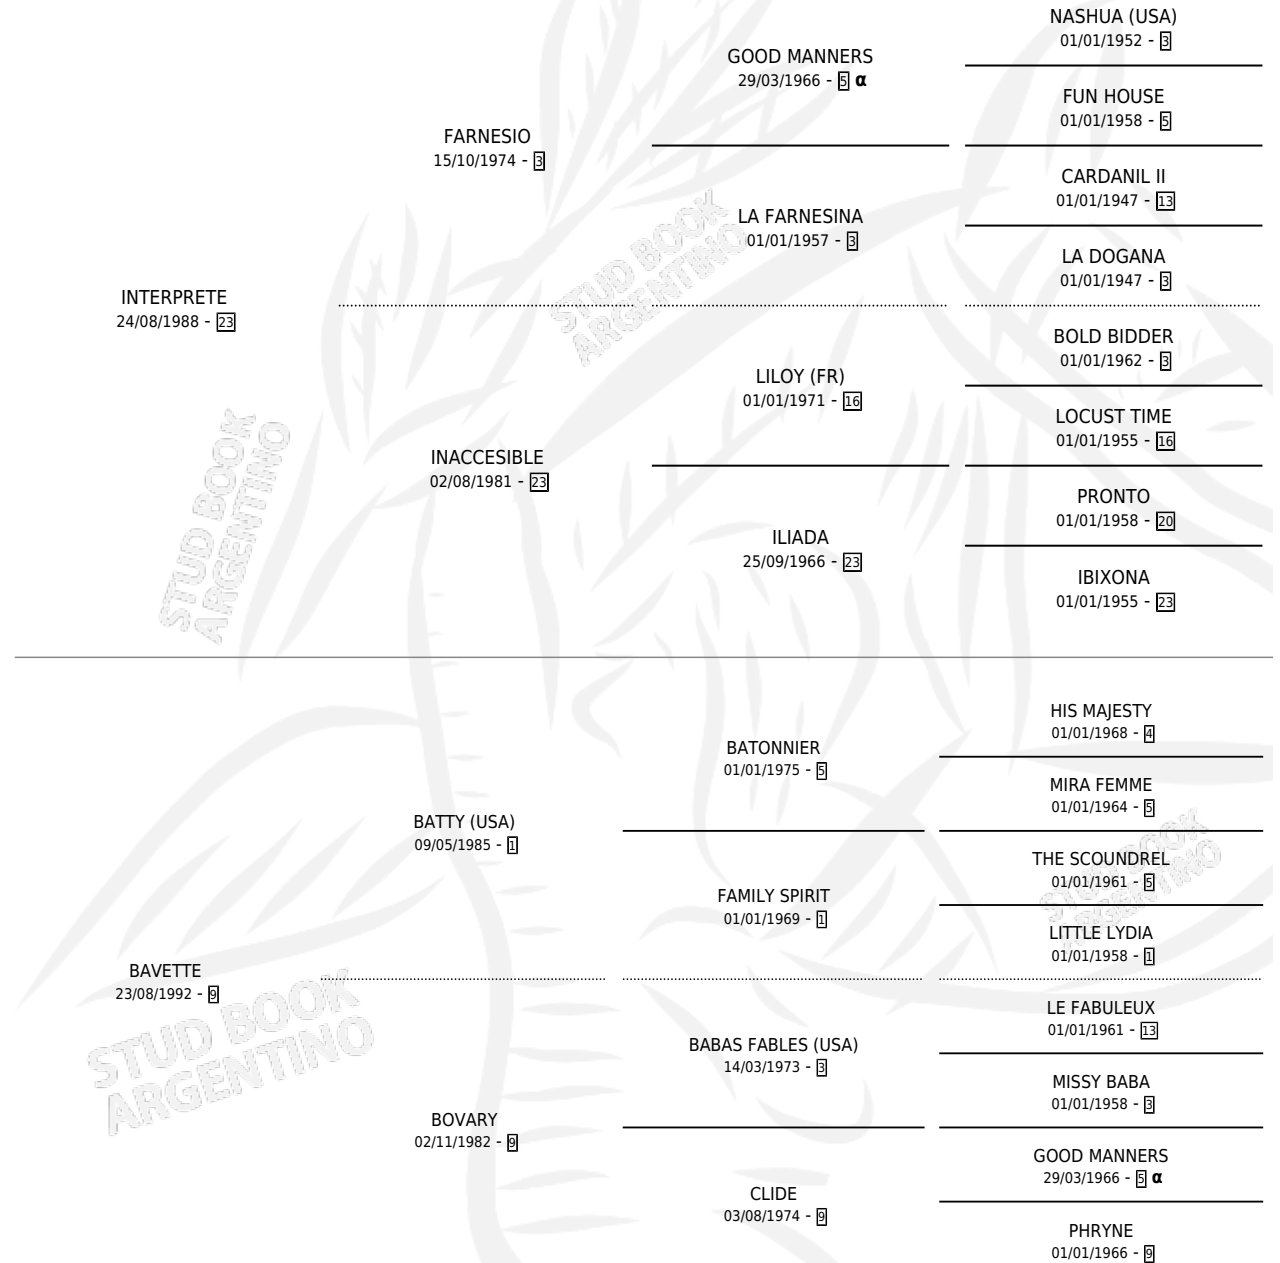 INTERPRETE
24/08/1988 - 23
FARNESIO
15/10/1974 - 3
GOOD MANNERS
29/03/1966 - 5 α
NASHUA (USA)
01/01/1952 - 3
FUN HOUSE
01/01/1958 - 5
LA FARNESINA
01/01/1957 - 3
CARDANIL II
01/01/1947 - 13
LA DOGANA
01/01/1947 - 3
INACCESIBLE
02/08/1981 - 23
LILOY (FR)
01/01/1971 - 16
BOLD BIDDER
01/01/1962 - 3
LOCUST TIME
01/01/1955 - 16
ILIADA
25/09/1966 - 23
PRONTO
01/01/1958 - 20
IBIXONA
01/01/1955 - 23
BAVETTE
23/08/1992 - 9
BATTY (USA)
09/05/1985 - 1
BATONNIER
01/01/1975 - 5
HIS MAJESTY
01/01/1968 - 4
MIRA FEMME
01/01/1964 - 5
FAMILY SPIRIT
01/01/1969 - 1
THE SCOUNDREL
01/01/1961 - 5
LITTLE LYDIA
01/01/1958 - 1
BOVARY
02/11/1982 - 9
BABAS FABLES (USA)
14/03/1973 - 3
LE FABULEUX
01/01/1961 - 13
MISSY BABA
01/01/1958 - 3
CLIDE
03/08/1974 - 9
GOOD MANNERS
29/03/1966 - 5 α
PHRYNE
01/01/1966 - 9
STUD BOOK
ARGENTINO
STUD BOOK
ARGENTINO
STUD BOOK
ARGENTINO
STUD BOOK
ARGENTINO